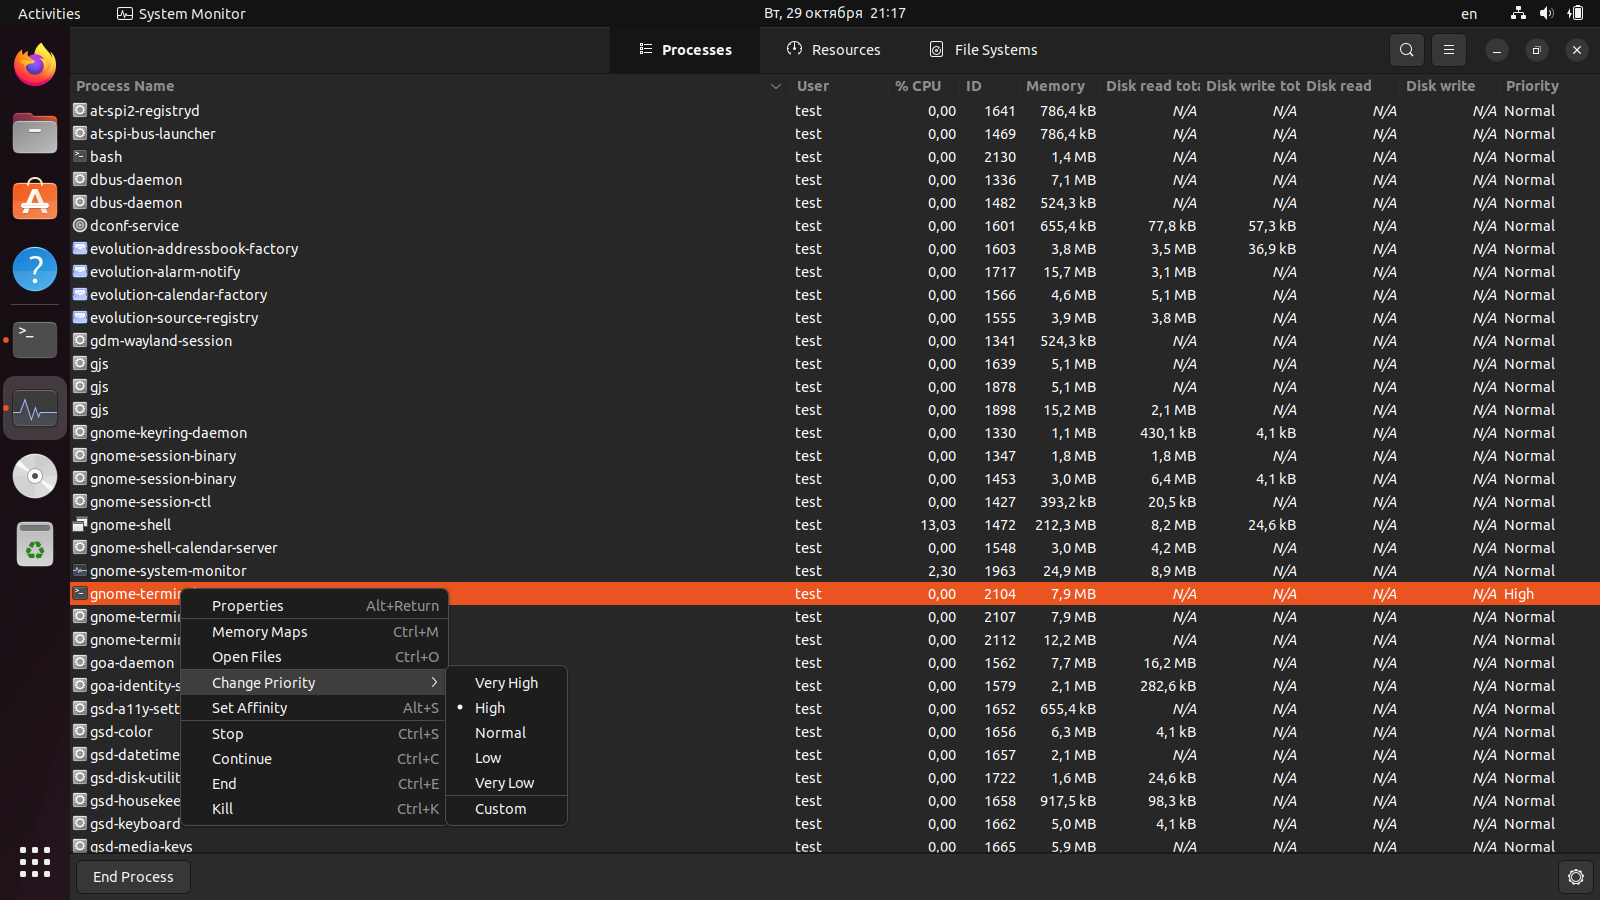 Activities System Monitor Вт, 29 октября 21:17 en
Processes Resources File Systems
Process Name User % CPU ID Memory Disk read tota Disk write tot Disk read Disk write Priority
at-spi2-registryd test 0,00 1641 786,4 kB N/A N/A N/A N/A Normal
at-spi-bus-launcher test 0,00 1469 786,4 kB N/A N/A N/A N/A Normal
bash test 0,00 2130 1,4 MB N/A N/A N/A N/A Normal
dbus-daemon test 0,00 1336 7,1 MB N/A N/A N/A N/A Normal
dbus-daemon test 0,00 1482 524,3 kB N/A N/A N/A N/A Normal
dconf-service test 0,00 1601 655,4 kB 77,8 kB 57,3 kB N/A N/A Normal
evolution-addressbook-factory test 0,00 1603 3,8 MB 3,5 MB 36,9 kB N/A N/A Normal
evolution-alarm-notify test 0,00 1717 15,7 MB 3,1 MB N/A N/A N/A Normal
evolution-calendar-factory test 0,00 1566 4,6 MB 5,1 MB N/A N/A N/A Normal
evolution-source-registry test 0,00 1555 3,9 MB 3,8 MB N/A N/A N/A Normal
gdm-wayland-session test 0,00 1341 524,3 kB N/A N/A N/A N/A Normal
gjs test 0,00 1639 5,1 MB N/A N/A N/A N/A Normal
gjs test 0,00 1878 5,1 MB N/A N/A N/A N/A Normal
gjs test 0,00 1898 15,2 MB 2,1 MB N/A N/A N/A Normal
gnome-keyring-daemon test 0,00 1330 1,1 MB 430,1 kB 4,1 kB N/A N/A Normal
gnome-session-binary test 0,00 1347 1,8 MB 1,8 MB N/A N/A N/A Normal
gnome-session-binary test 0,00 1453 3,0 MB 6,4 MB 4,1 kB N/A N/A Normal
gnome-session-ctl test 0,00 1427 393,2 kB 20,5 kB N/A N/A N/A Normal
gnome-shell test 13,03 1472 212,3 MB 8,2 MB 24,6 kB N/A N/A Normal
gnome-shell-calendar-server test 0,00 1548 3,0 MB 4,2 MB N/A N/A N/A Normal
gnome-system-monitor test 2,30 1963 24,9 MB 8,9 MB N/A N/A N/A Normal
gnome-termin test 0,00 2104 7,9 MB N/A N/A N/A N/A High
gnome-termin test 0,00 2107 7,9 MB N/A N/A N/A N/A Normal
gnome-termin test 0,00 2112 12,2 MB N/A N/A N/A N/A Normal
goa-daemon test 0,00 1562 7,7 MB 16,2 MB N/A N/A N/A Normal
goa-identity-s test 0,00 1579 2,1 MB 282,6 kB N/A N/A N/A Normal
gsd-a11y-sett test 0,00 1652 655,4 kB N/A N/A N/A N/A Normal
gsd-color test 0,00 1656 6,3 MB 4,1 kB N/A N/A N/A Normal
gsd-datetime test 0,00 1657 2,1 MB N/A N/A N/A N/A Normal
gsd-disk-utilit test 0,00 1722 1,6 MB 24,6 kB N/A N/A N/A Normal
gsd-housekee test 0,00 1658 917,5 kB 98,3 kB N/A N/A N/A Normal
gsd-keyboard test 0,00 1662 5,0 MB 4,1 kB N/A N/A N/A Normal
gsd-media-keys test 0,00 1665 5,9 MB N/A N/A N/A N/A Normal
Properties Alt+Return
Memory Maps Ctrl+M
Open Files Ctrl+O
Change Priority
Set Affinity Alt+S
Stop Ctrl+S
Continue Ctrl+C
End Ctrl+E
Kill Ctrl+K
Very High
High
Normal
Low
Very Low
Custom
End Process